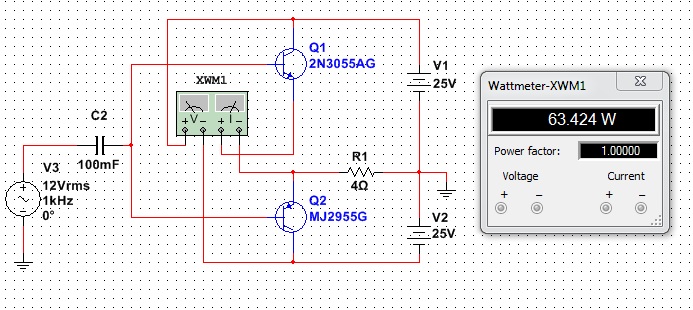 Q1
2N3055AG
XWM1
V I
+ - + -
C2
100mF
V3
12Vrms
1kHz
0°
V1
25V
R1
4Ω
Q2
MJ2955G
V2
25V
Wattmeter-XWM1
63.424 W
Power factor: 1.00000
Voltage Current
+ - + -